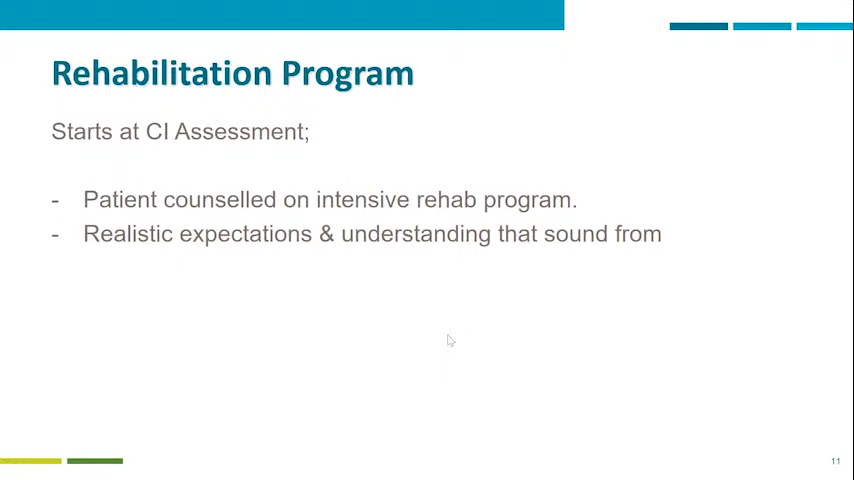 Rehabilitation Program
Starts at CI Assessment;
- Patient counselled on intensive rehab program.
- Realistic expectations & understanding that sound from
11